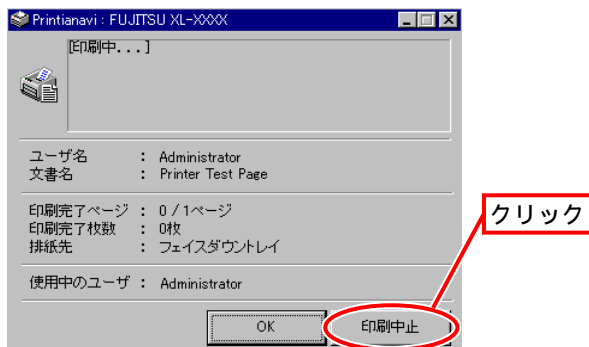 Printianavi : FUJITSU XL-XXXX
[印刷中...]
ユーザ名 : Administrator
文書名 : Printer Test Page
印刷完了ページ : 0 / 1ページ
印刷完了枚数 : 0枚
排紙先 : フェイスダウントレイ
クリック
使用中のユーザ : Administrator
OK 印刷中止